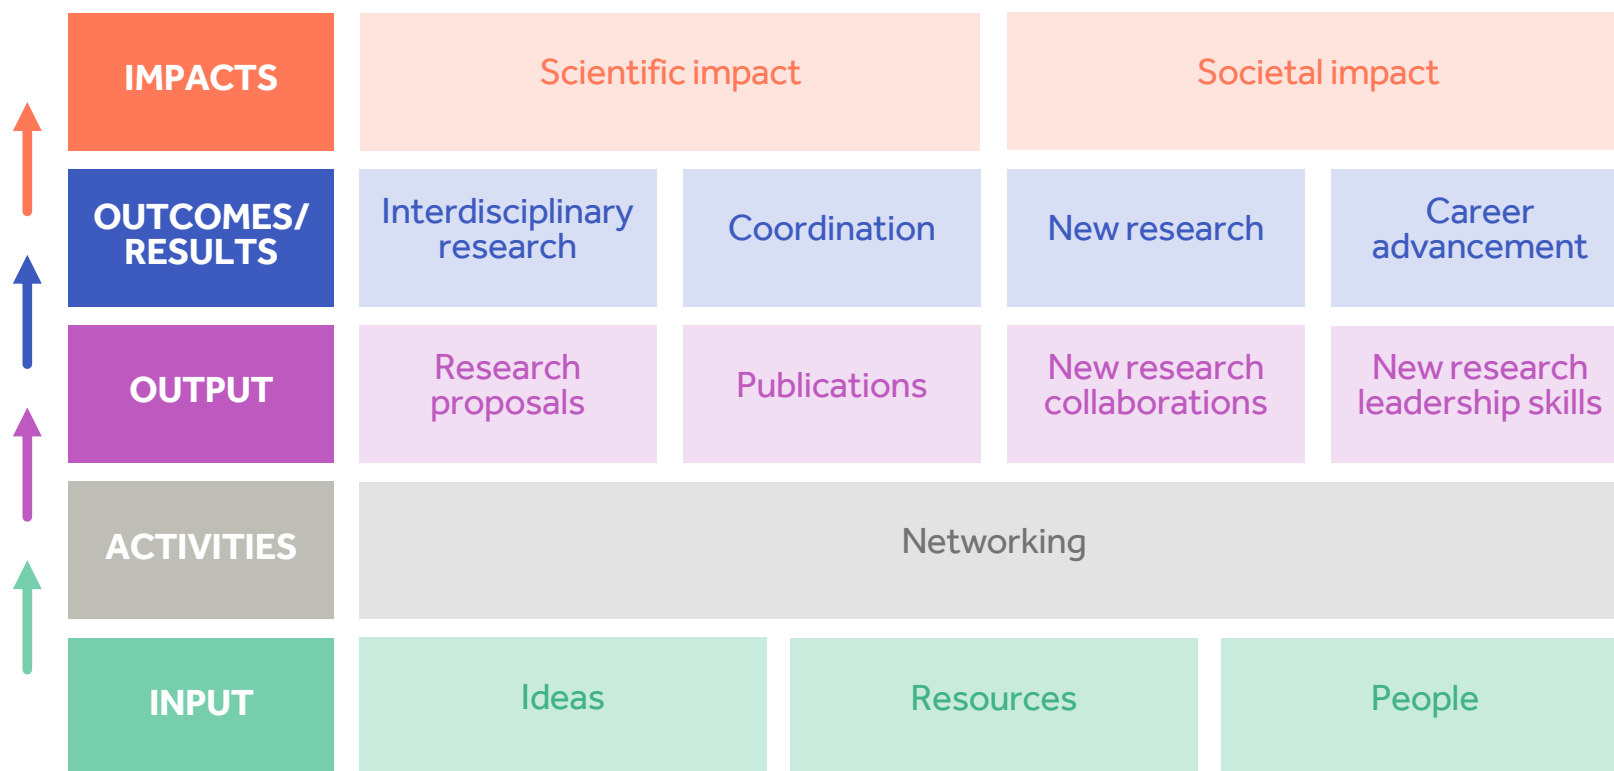 IMPACTS
Scientific impact
Societal impact
OUTCOMES/
RESULTS
Interdisciplinary
research
Coordination
New research
Career
advancement
OUTPUT
Research
proposals
Publications
New research
collaborations
New research
leadership skills
ACTIVITIES
Networking
INPUT
Ideas
Resources
People